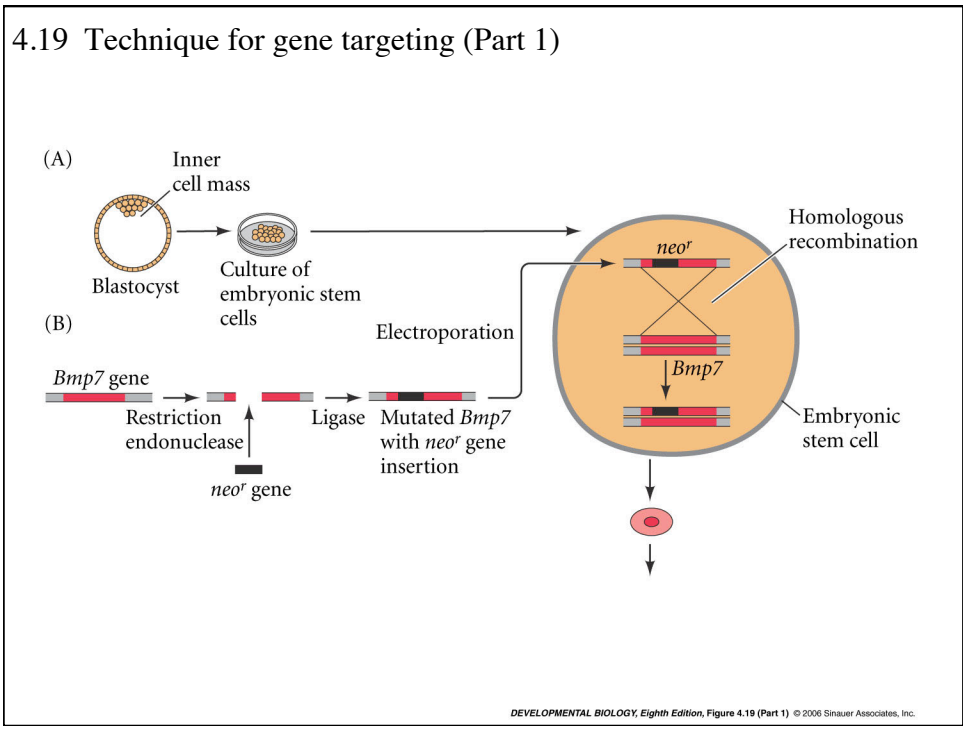 4.19 Technique for gene targeting (Part 1)
(A)
Inner
cell mass
Blastocyst
Culture of
embryonic stem
cells
neoʳ
Homologous
recombination
(B)
Electroporation
Bmp7 gene
Restriction
endonuclease
neoʳ gene
Ligase
Mutated Bmp7
with neoʳ gene
insertion
Bmp7
Embryonic
stem cell
DEVELOPMENTAL BIOLOGY, Eighth Edition, Figure 4.19 (Part 1) © 2006 Sinauer Associates, Inc.